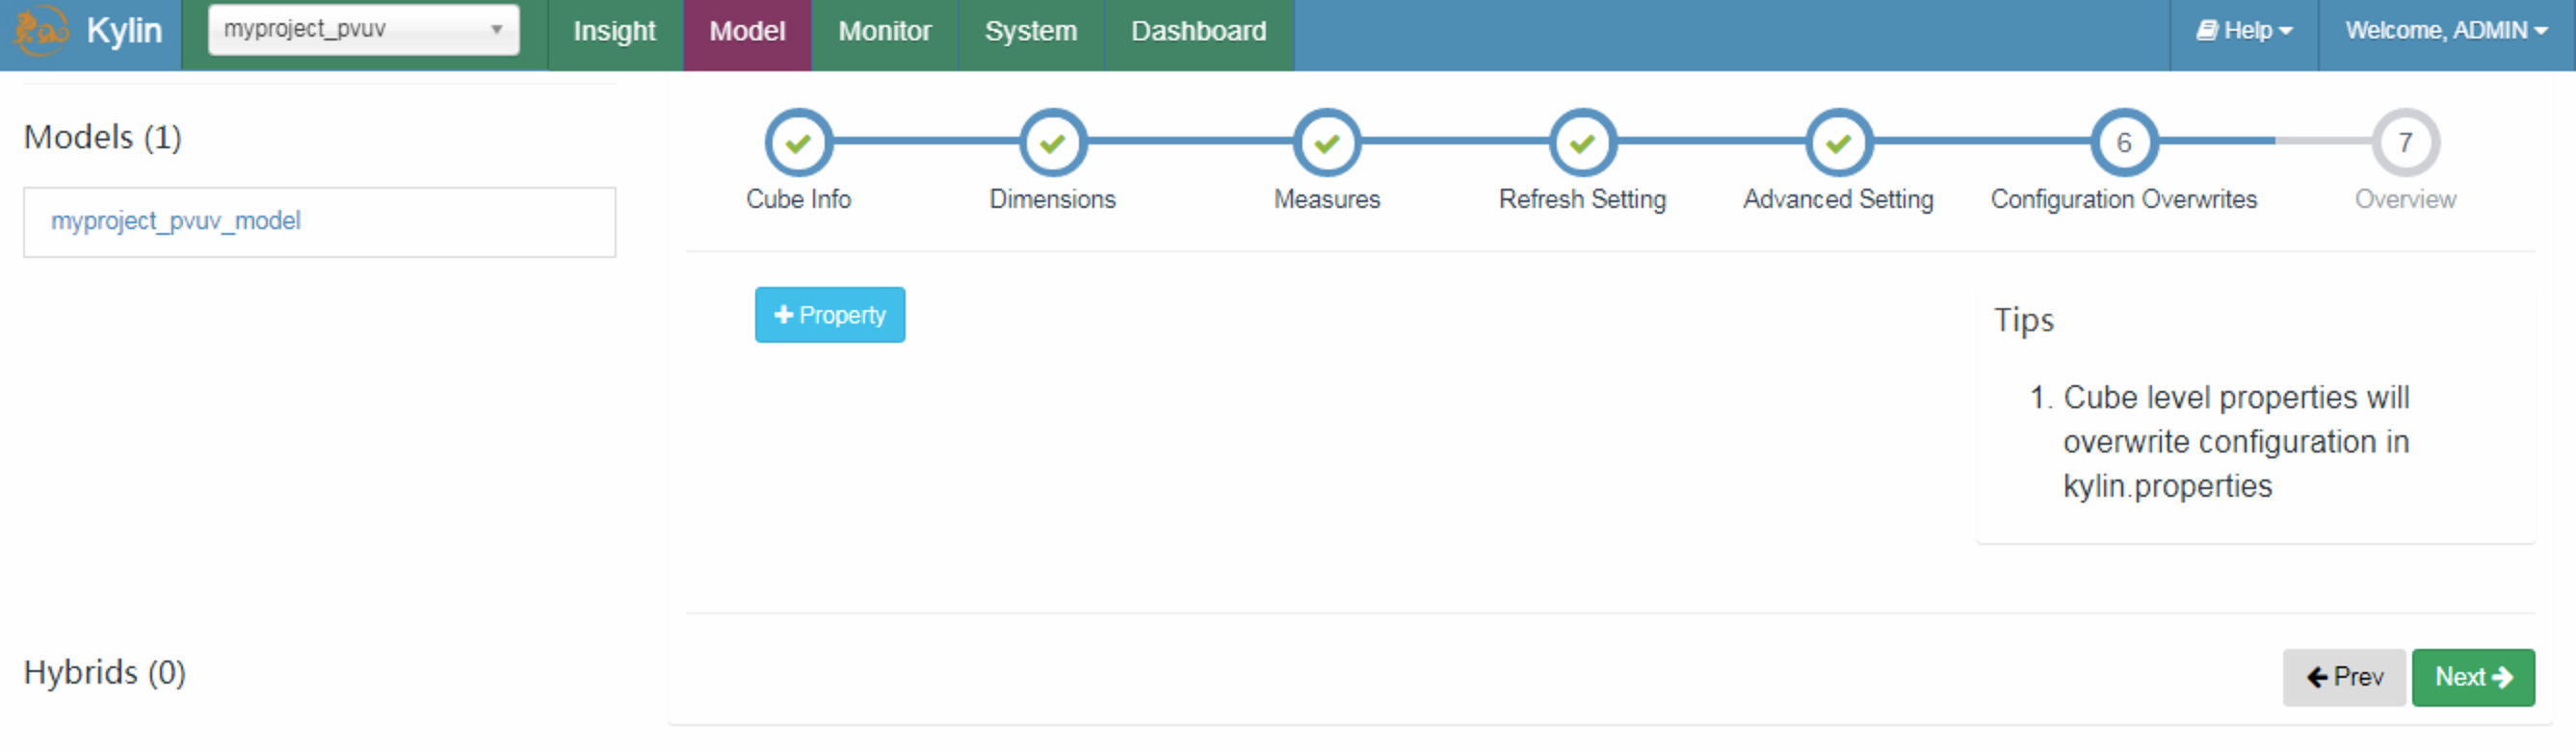 Kylin
myproject_pvuv
Insight
Model
Monitor
System
Dashboard
Help
Welcome, ADMIN
Models (1)
myproject_pvuv_model
Hybrids (0)
6
7
Cube Info
Dimensions
Measures
Refresh Setting
Advanced Setting
Configuration Overwrites
Overview
+ Property
Tips
1. Cube level properties will
overwrite configuration in
kylin.properties
← Prev
Next →